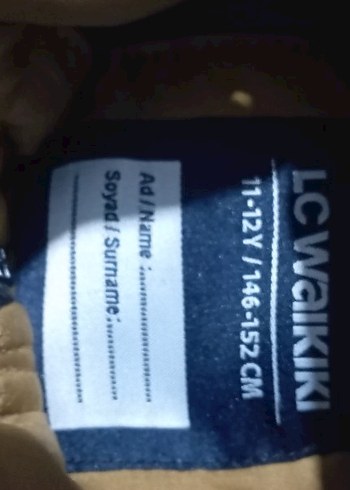 LC WAIKIKI
11-12Y / 146-152 CM
Ad / Name :
Soyad / Surname :